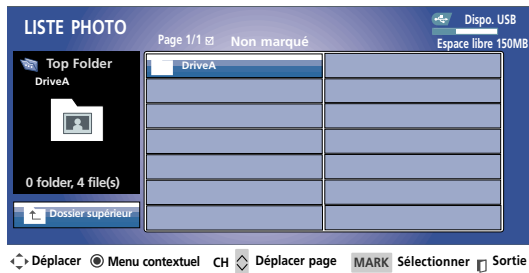 LISTE PHOTO
Page 1/1 ☑ Non marqué
Dispo. USB
Espace libre 150MB
Top Folder
DriveA
DriveA
0 folder, 4 file(s)
Dossier supérieur
Déplacer Menu contextuel CH Déplacer page MARK Sélectionner Sortie